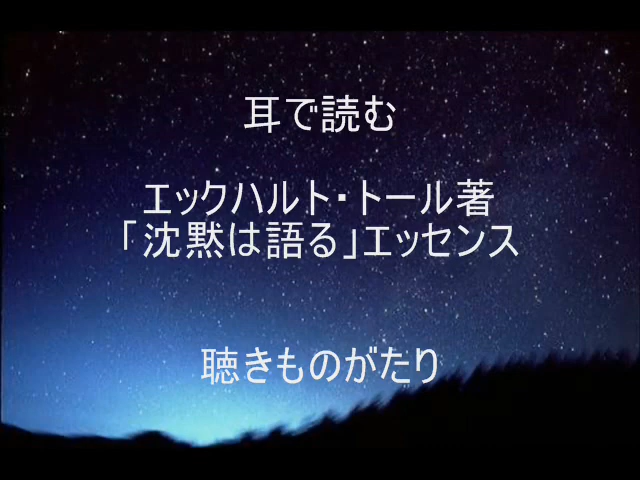 耳で読む
エックハルト・トール著
「沈黙は語る」エッセンス
聴きものがたり